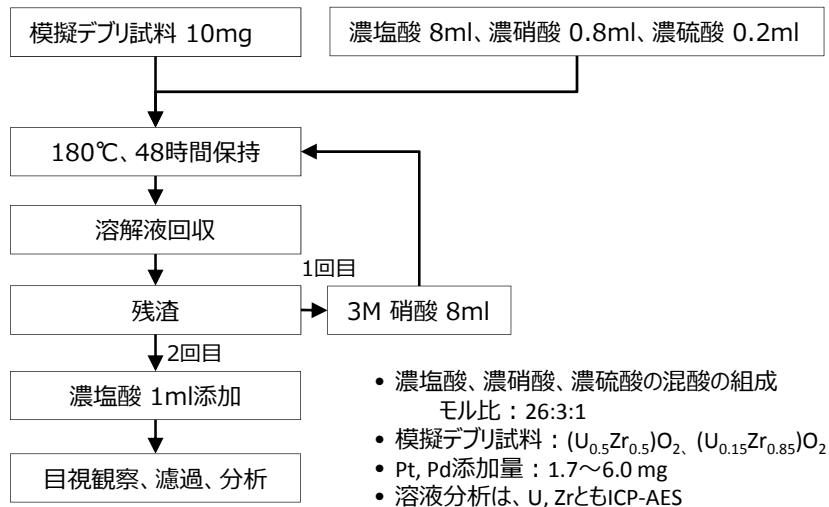 模擬デブリ試料 10mg
濃塩酸 8ml、濃硝酸 0.8ml、濃硫酸 0.2ml
180℃、48時間保持
溶解液回収
1回目
残渣
3M 硝酸 8ml
2回目
濃塩酸 1ml添加
目視観察、濾過、分析
• 濃塩酸、濃硝酸、濃硫酸の混酸の組成
モル比：26:3:1
• 模擬デブリ試料：(U0.5Zr0.5)O2、(U0.15Zr0.85)O2
• Pt, Pd添加量：1.7～6.0 mg
• 溶液分析は、U, ZrともICP-AES